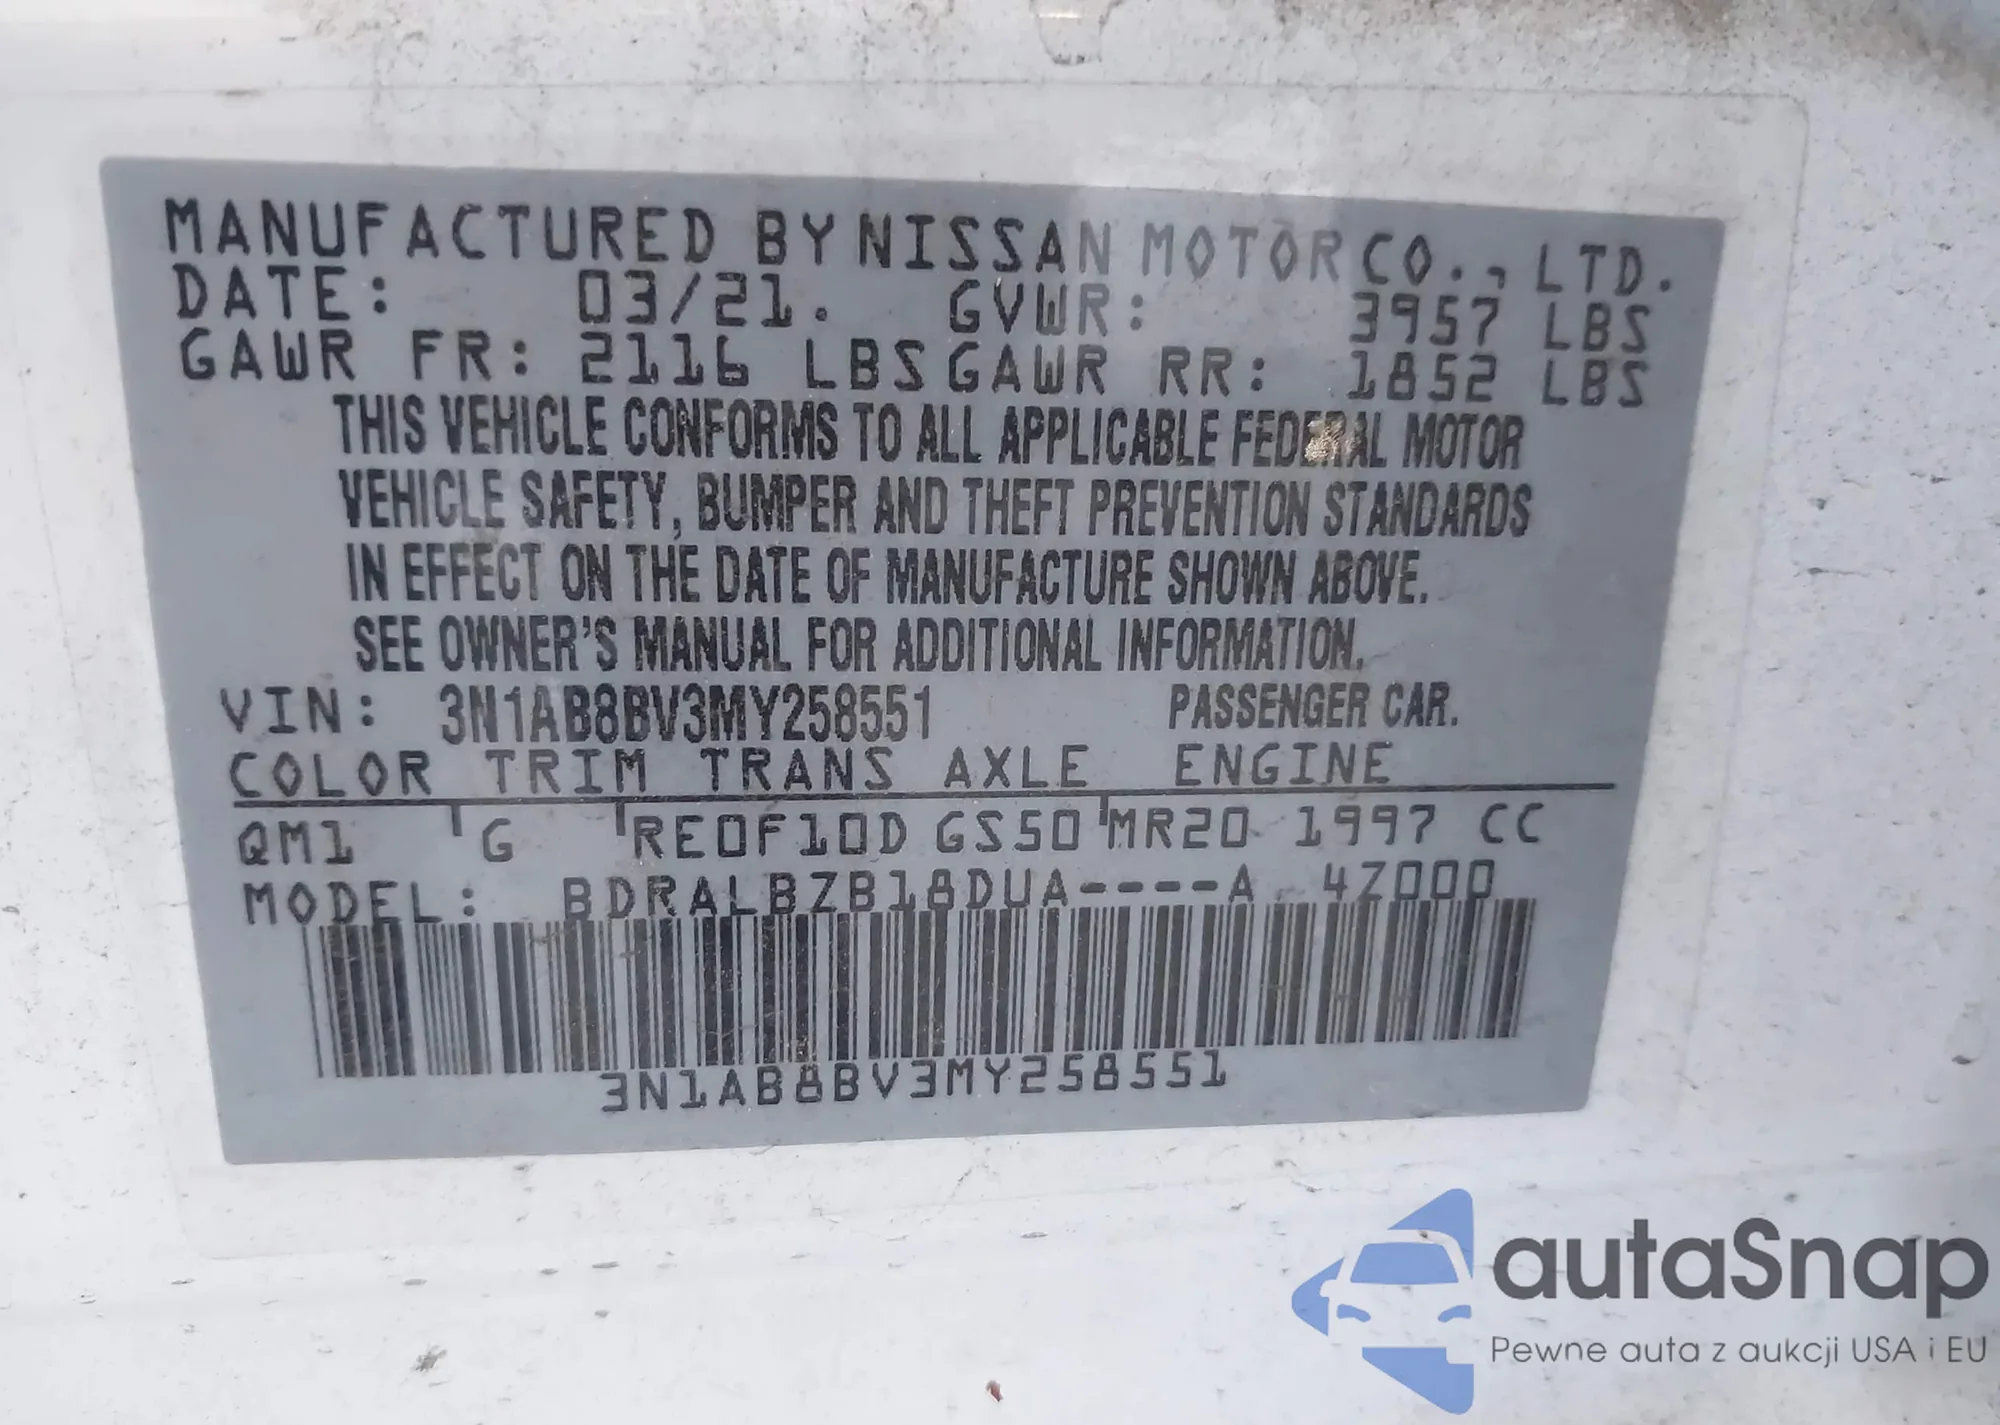 MANUFACTURED BY NISSAN MOTOR CO., LTD.
DATE: 03/21. GVWR: 3957 LBS
GAWR FR: 2116 LBS GAWR RR: 1852 LBS
THIS VEHICLE CONFORMS TO ALL APPLICABLE FEDERAL MOTOR
VEHICLE SAFETY, BUMPER AND THEFT PREVENTION STANDARDS
IN EFFECT ON THE DATE OF MANUFACTURE SHOWN ABOVE.
SEE OWNER'S MANUAL FOR ADDITIONAL INFORMATION.
VIN: 3N1AB8BV3MY258551 PASSENGER CAR.
COLOR TRIM TRANS AXLE ENGINE
QM1 G RE0F10D GS50 MR20 1997 CC
MODEL: BDRALBZB18DUA----A 4Z000
3N1AB8BV3MY258551
autaSnap
Pewne auta z aukcji USA i EU